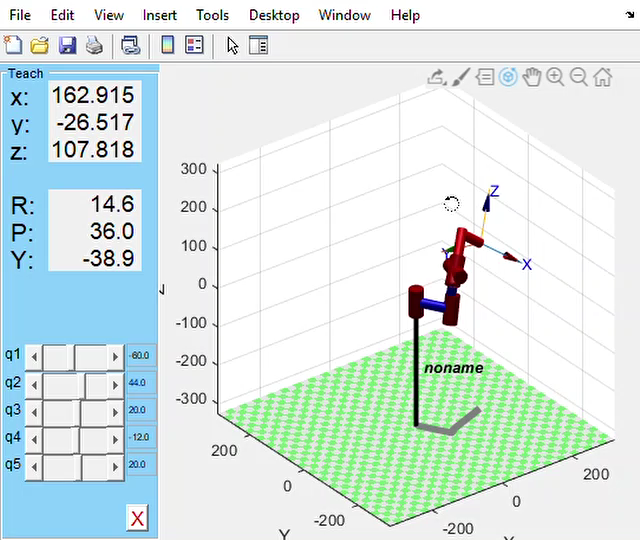 File Edit View Insert Tools Desktop Window Help
Teach
x: 162.915
y: -26.517
z: 107.818
R: 14.6
P: 36.0
Y: -38.9
q1 -60.0
q2 44.0
q3 20.0
q4 -12.0
q5 20.0
X
300
200
100
0
-100
-200
-300
Z
X
noname
200
0
-200
Y
-200
0
200